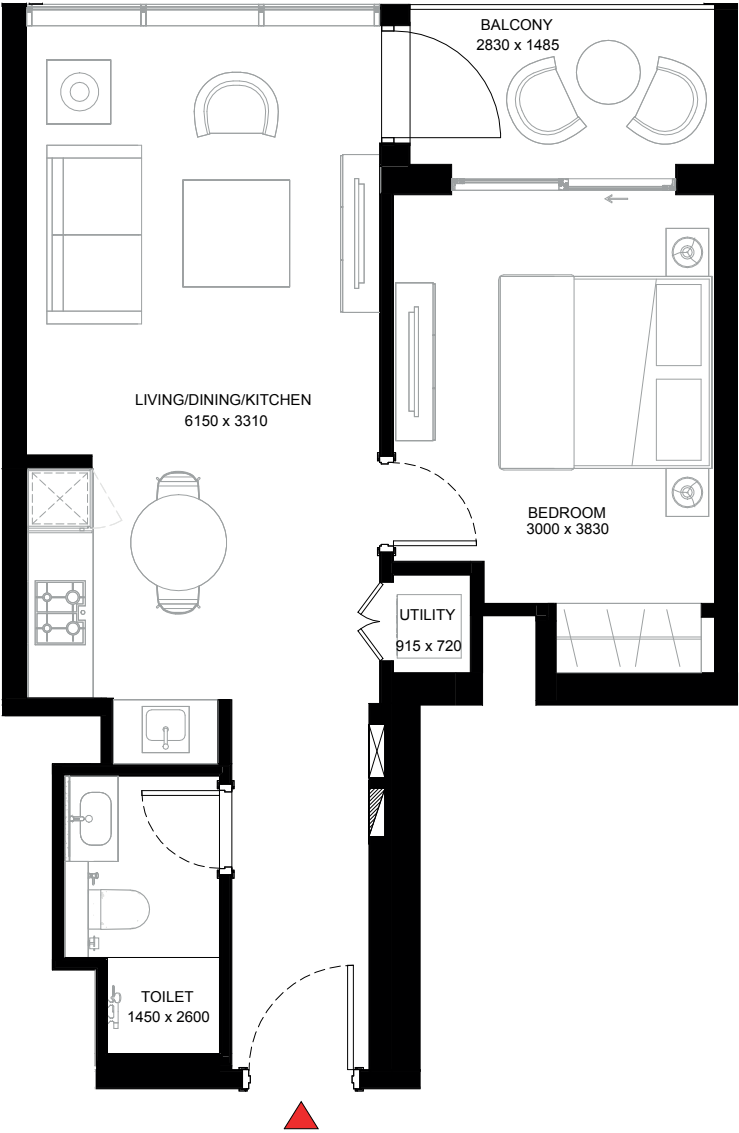 BALCONY
2830 x 1485
LIVING/DINING/KITCHEN
6150 x 3310
BEDROOM
3000 x 3830
UTILITY
915 x 720
TOILET
1450 x 2600